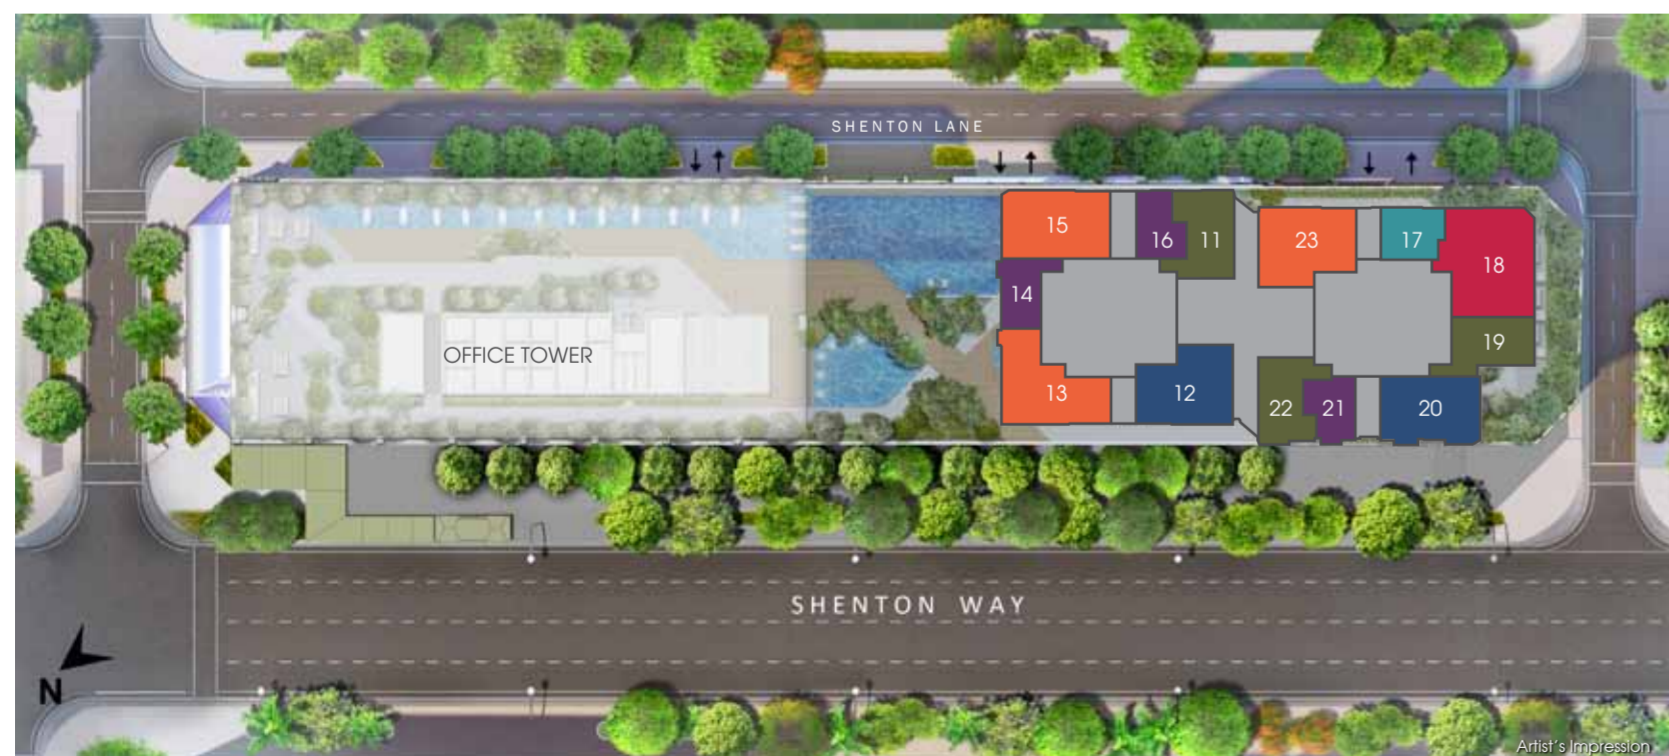 SHENTON LANE
15
16
11
23
17
18
14
19
OFFICE TOWER
13
12
22
21
20
SHENTON WAY
N
Artist's Impression